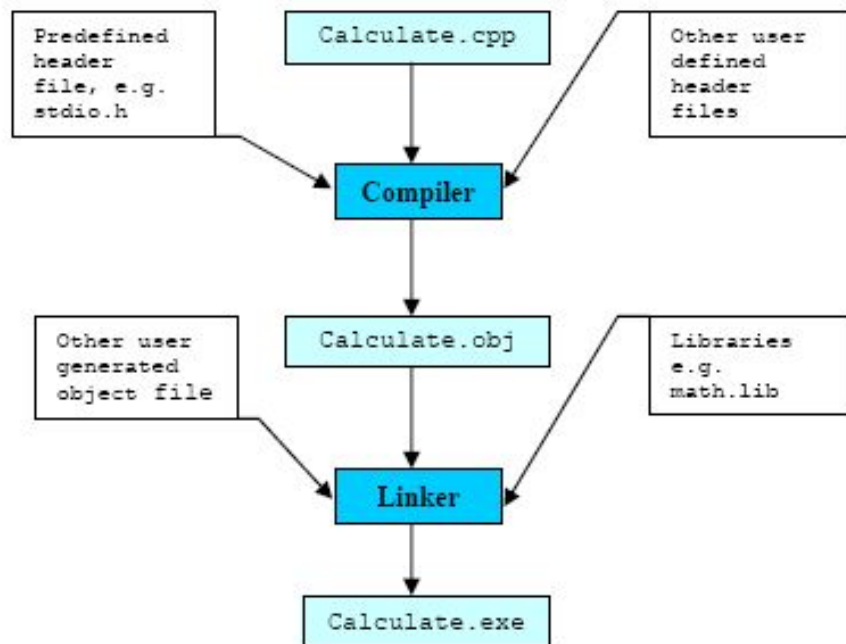 Predefined
header
file, e.g.
stdio.h
Calculate.cpp
Other user
defined
header
files
Compiler
Other user
generated
object file
Calculate.obj
Libraries
e.g.
math.lib
Linker
Calculate.exe